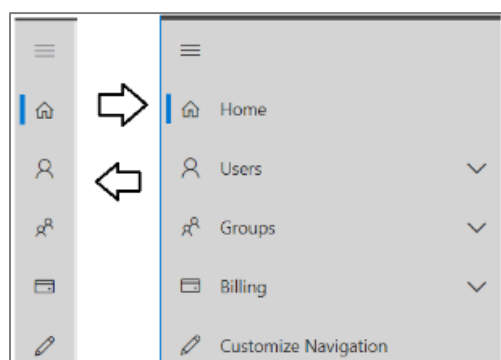 Home
Users
Groups
Billing
Customize Navigation